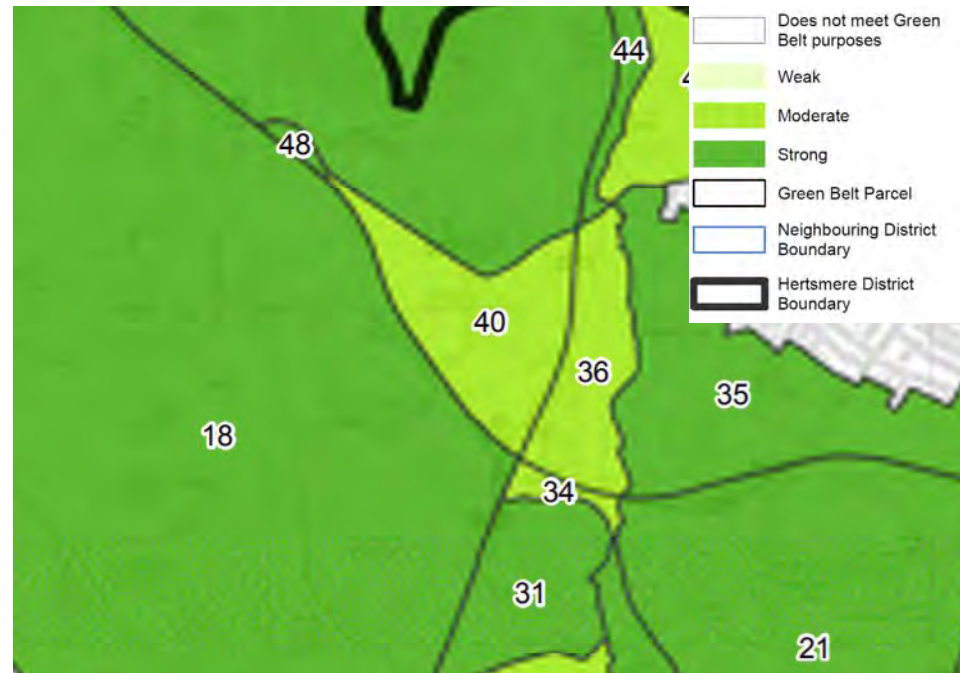 44
4
48
40
36
35
18
34
31
21
Does not meet Green
Belt purposes
Weak
Moderate
Strong
Green Belt Parcel
Neighbouring District
Boundary
Hertsmere District
Boundary